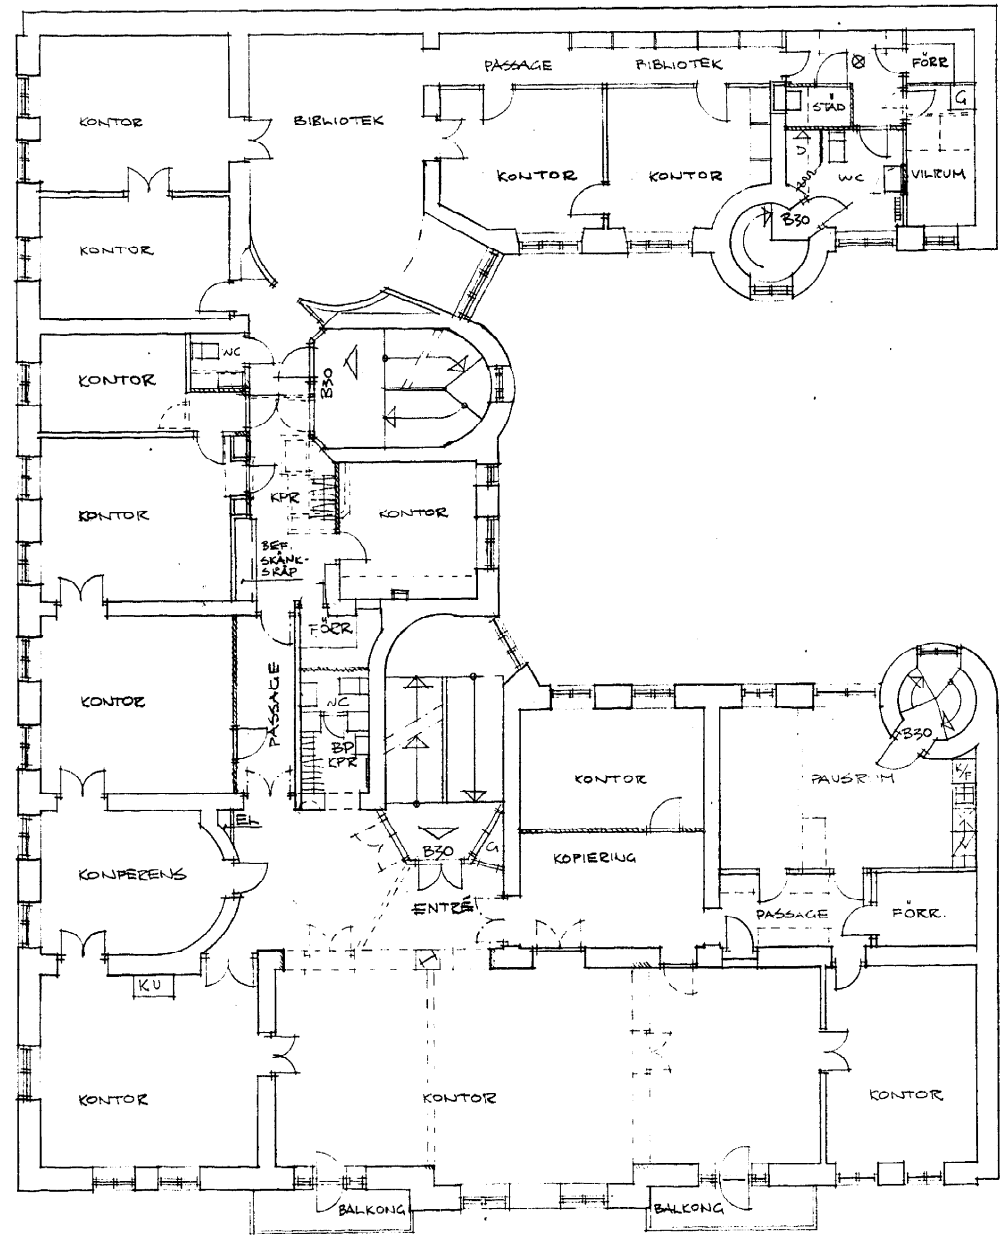 PASSAGE
BIBLIOTEK
FÖRR
KONTOR
BIBLIOTEK
STÄD
G
KONTOR
KONTOR
U
WC
VILRUM
B30
KONTOR
WC
KONTOR
B30
KPR
KONTOR
KONTOR
BEF.
SKÅNK-
SKÅP
FÖRR
PASSAGE
KONTOR
WC
BD
KPR
B30
KONTOR
PAUSRUM
K/F
EL
B30
G
KOPIERING
KONFERENS
ENTRÉ
PASSAGE
FÖRR.
KU
KONTOR
KONTOR
KONTOR
BALKONG
BALKONG